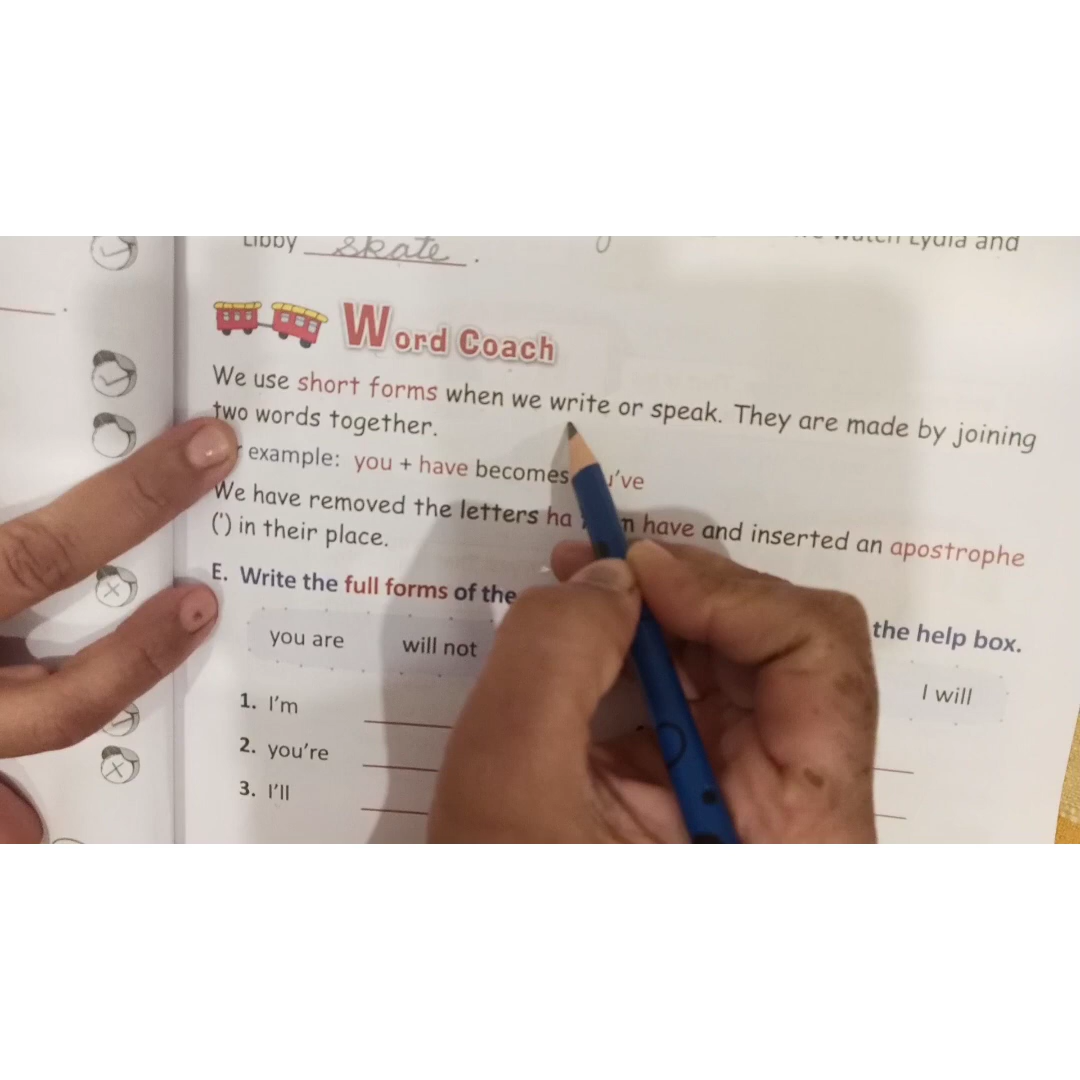 Libby skate .
watch Lydia and
Word Coach
We use short forms when we write or speak. They are made by joining
two words together.
example: you + have becomes u've
We have removed the letters ha have and inserted an apostrophe
(') in their place.
E. Write the full forms of the the help box.
you are will not I will
1. I'm
2. you're
3. I'll